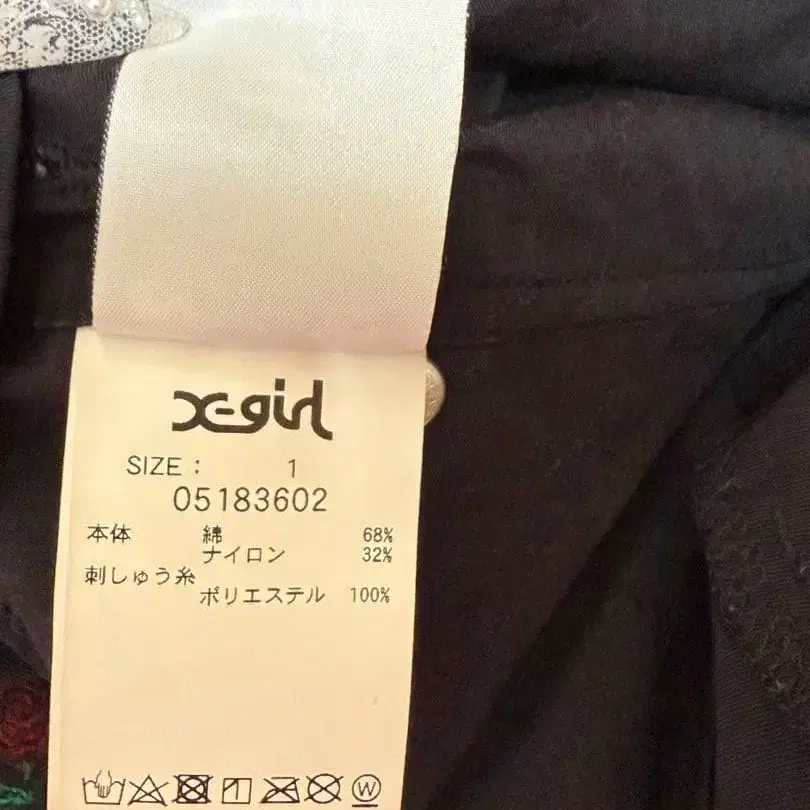 X-girl
SIZE : 1
05183602
本体 綿 68%
ナイロン 32%
刺しゅう糸
ポリエステル 100%
W